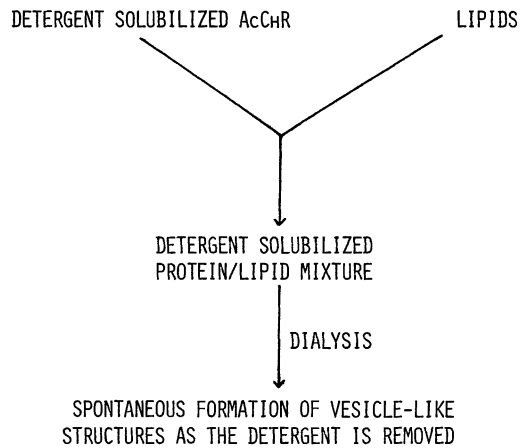 DETERGENT SOLUBILIZED AcCHR LIPIDS
DETERGENT SOLUBILIZED
PROTEIN/LIPID MIXTURE
DIALYSIS
SPONTANEOUS FORMATION OF VESICLE-LIKE
STRUCTURES AS THE DETERGENT IS REMOVED